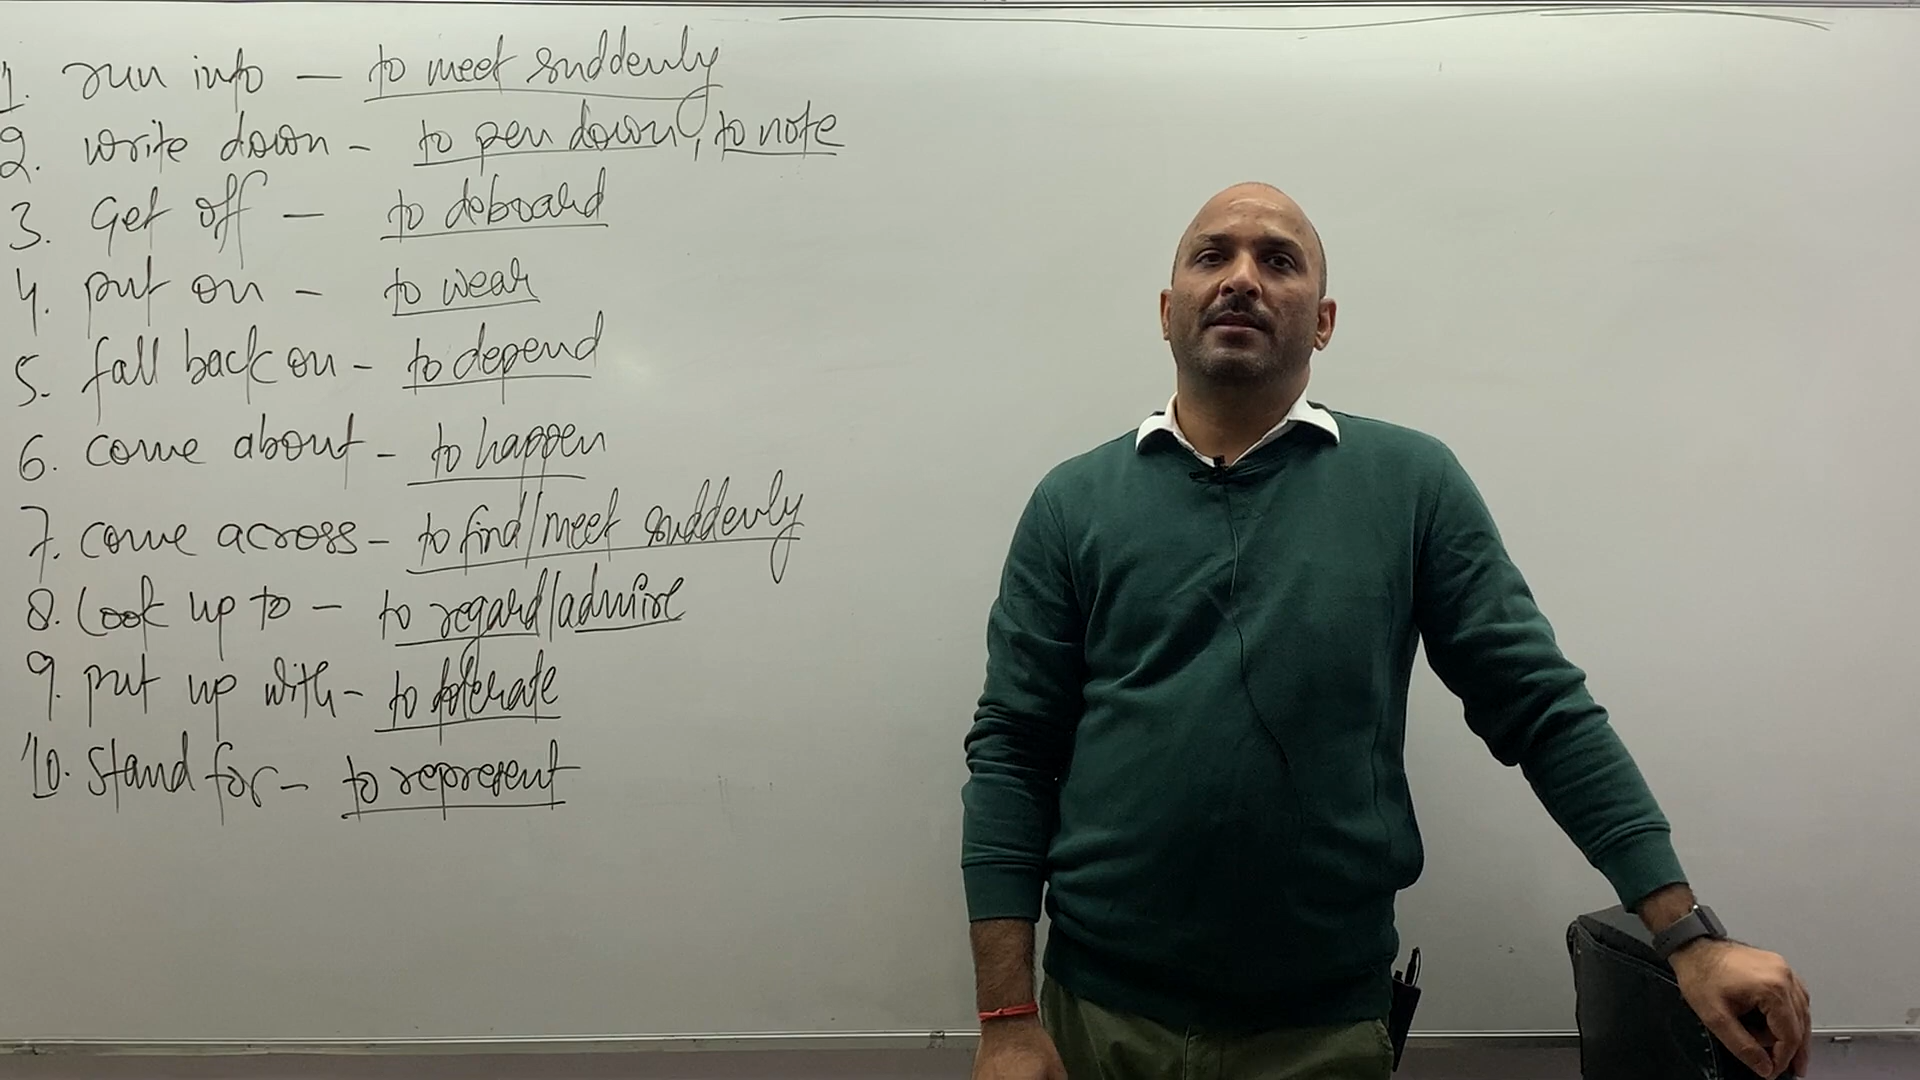 1. run into — to meet suddenly
2. write down - to pen down, to note
3. Get off — to deboard
4. put on - to wear
5. fall back on - to depend
6. come about - to happen
7. come across - to find/meet suddenly
8. Look up to - to regard/admire
9. put up with - to tolerate
10. Stand for - to represent